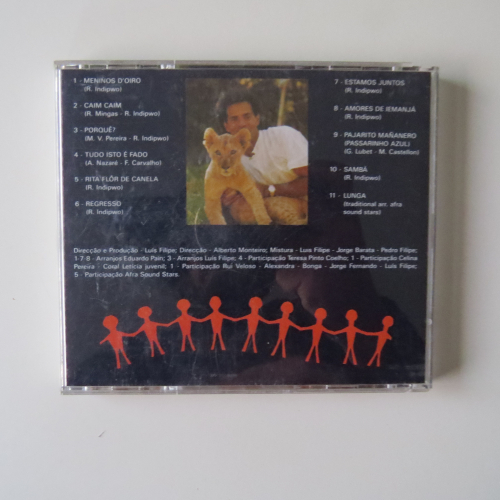 1 - MENINOS D'OIRO
(R. Indipwo)
2 - CAIM CAIM
(R. Mingas - R. Indipwo)
3 - PORQUÊ?
(M. V. Pereira - R. Indipwo)
4 - TUDO ISTO É FADO
(A. Nazaré - F. Carvalho)
5 - RITA FLÔR DE CANELA
(R. Indipwo)
6 - REGRESSO
(R. Indipwo)
7 - ESTAMOS JUNTOS
(R. Indipwo)
8 - AMORES DE IEMANJÁ
(R. Indipwo)
9 - PAJARITO MAÑANERO
(PASSARINHO AZUL)
(G. Lubet - M. Castellon)
10 - SAMBÁ
(R. Indipwo)
11 - LUNGA
(traditional arr. afra
sound stars)
Direcção e Produção - Luís Filipe; Direcção - Alberto Monteiro; Mistura - Luis Filipe - Jorge Barata - Pedro Filipe;
1-7-8 - Arranjos Eduardo Paín; 3 - Arranjos Luís Filipe; 4 - Participação Teresa Pinto Coelho; 1 - Participação Celina
Pereira - Coral Letícia juvenil; 1 - Participação Rui Veloso - Alexandra - Bonga - Jorge Fernando - Luís Filipe;
5 - Participação Afra Sound Stars.